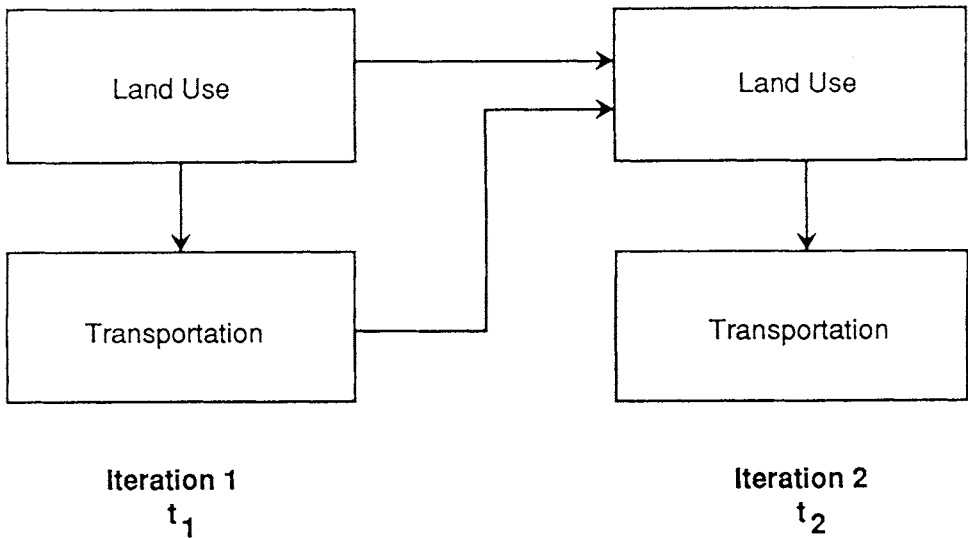 Land Use
Land Use
Transportation
Transportation
Iteration 1
t1
Iteration 2
t2